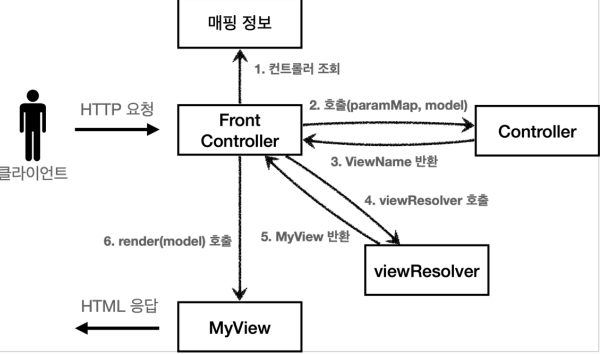 매핑 정보
1. 컨트롤러 조회
HTTP 요청
Front
Controller
2. 호출(paramMap, model)
Controller
3. ViewName 반환
클라이언트
4. viewResolver 호출
5. MyView 반환
6. render(model) 호출
viewResolver
HTML 응답
MyView